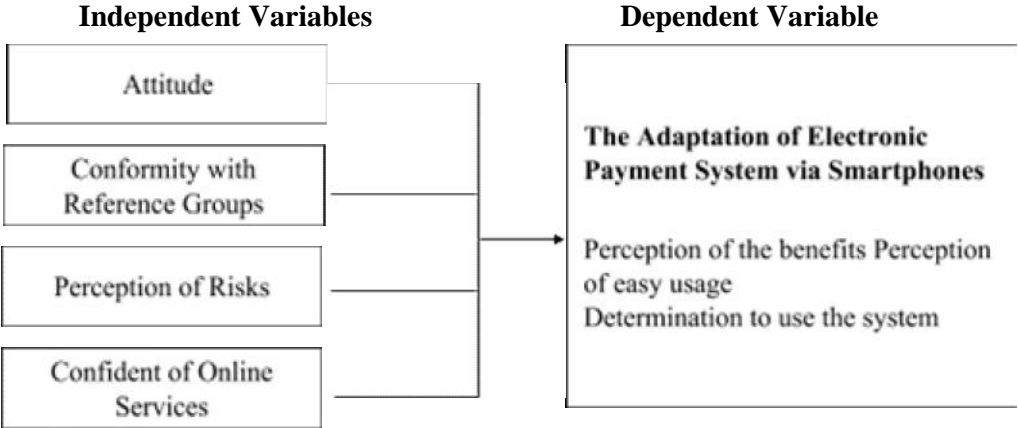 Independent Variables
Dependent Variable
Attitude
Conformity with
Reference Groups
Perception of Risks
Confident of Online
Services
The Adaptation of Electronic
Payment System via Smartphones
Perception of the benefits Perception
of easy usage
Determination to use the system